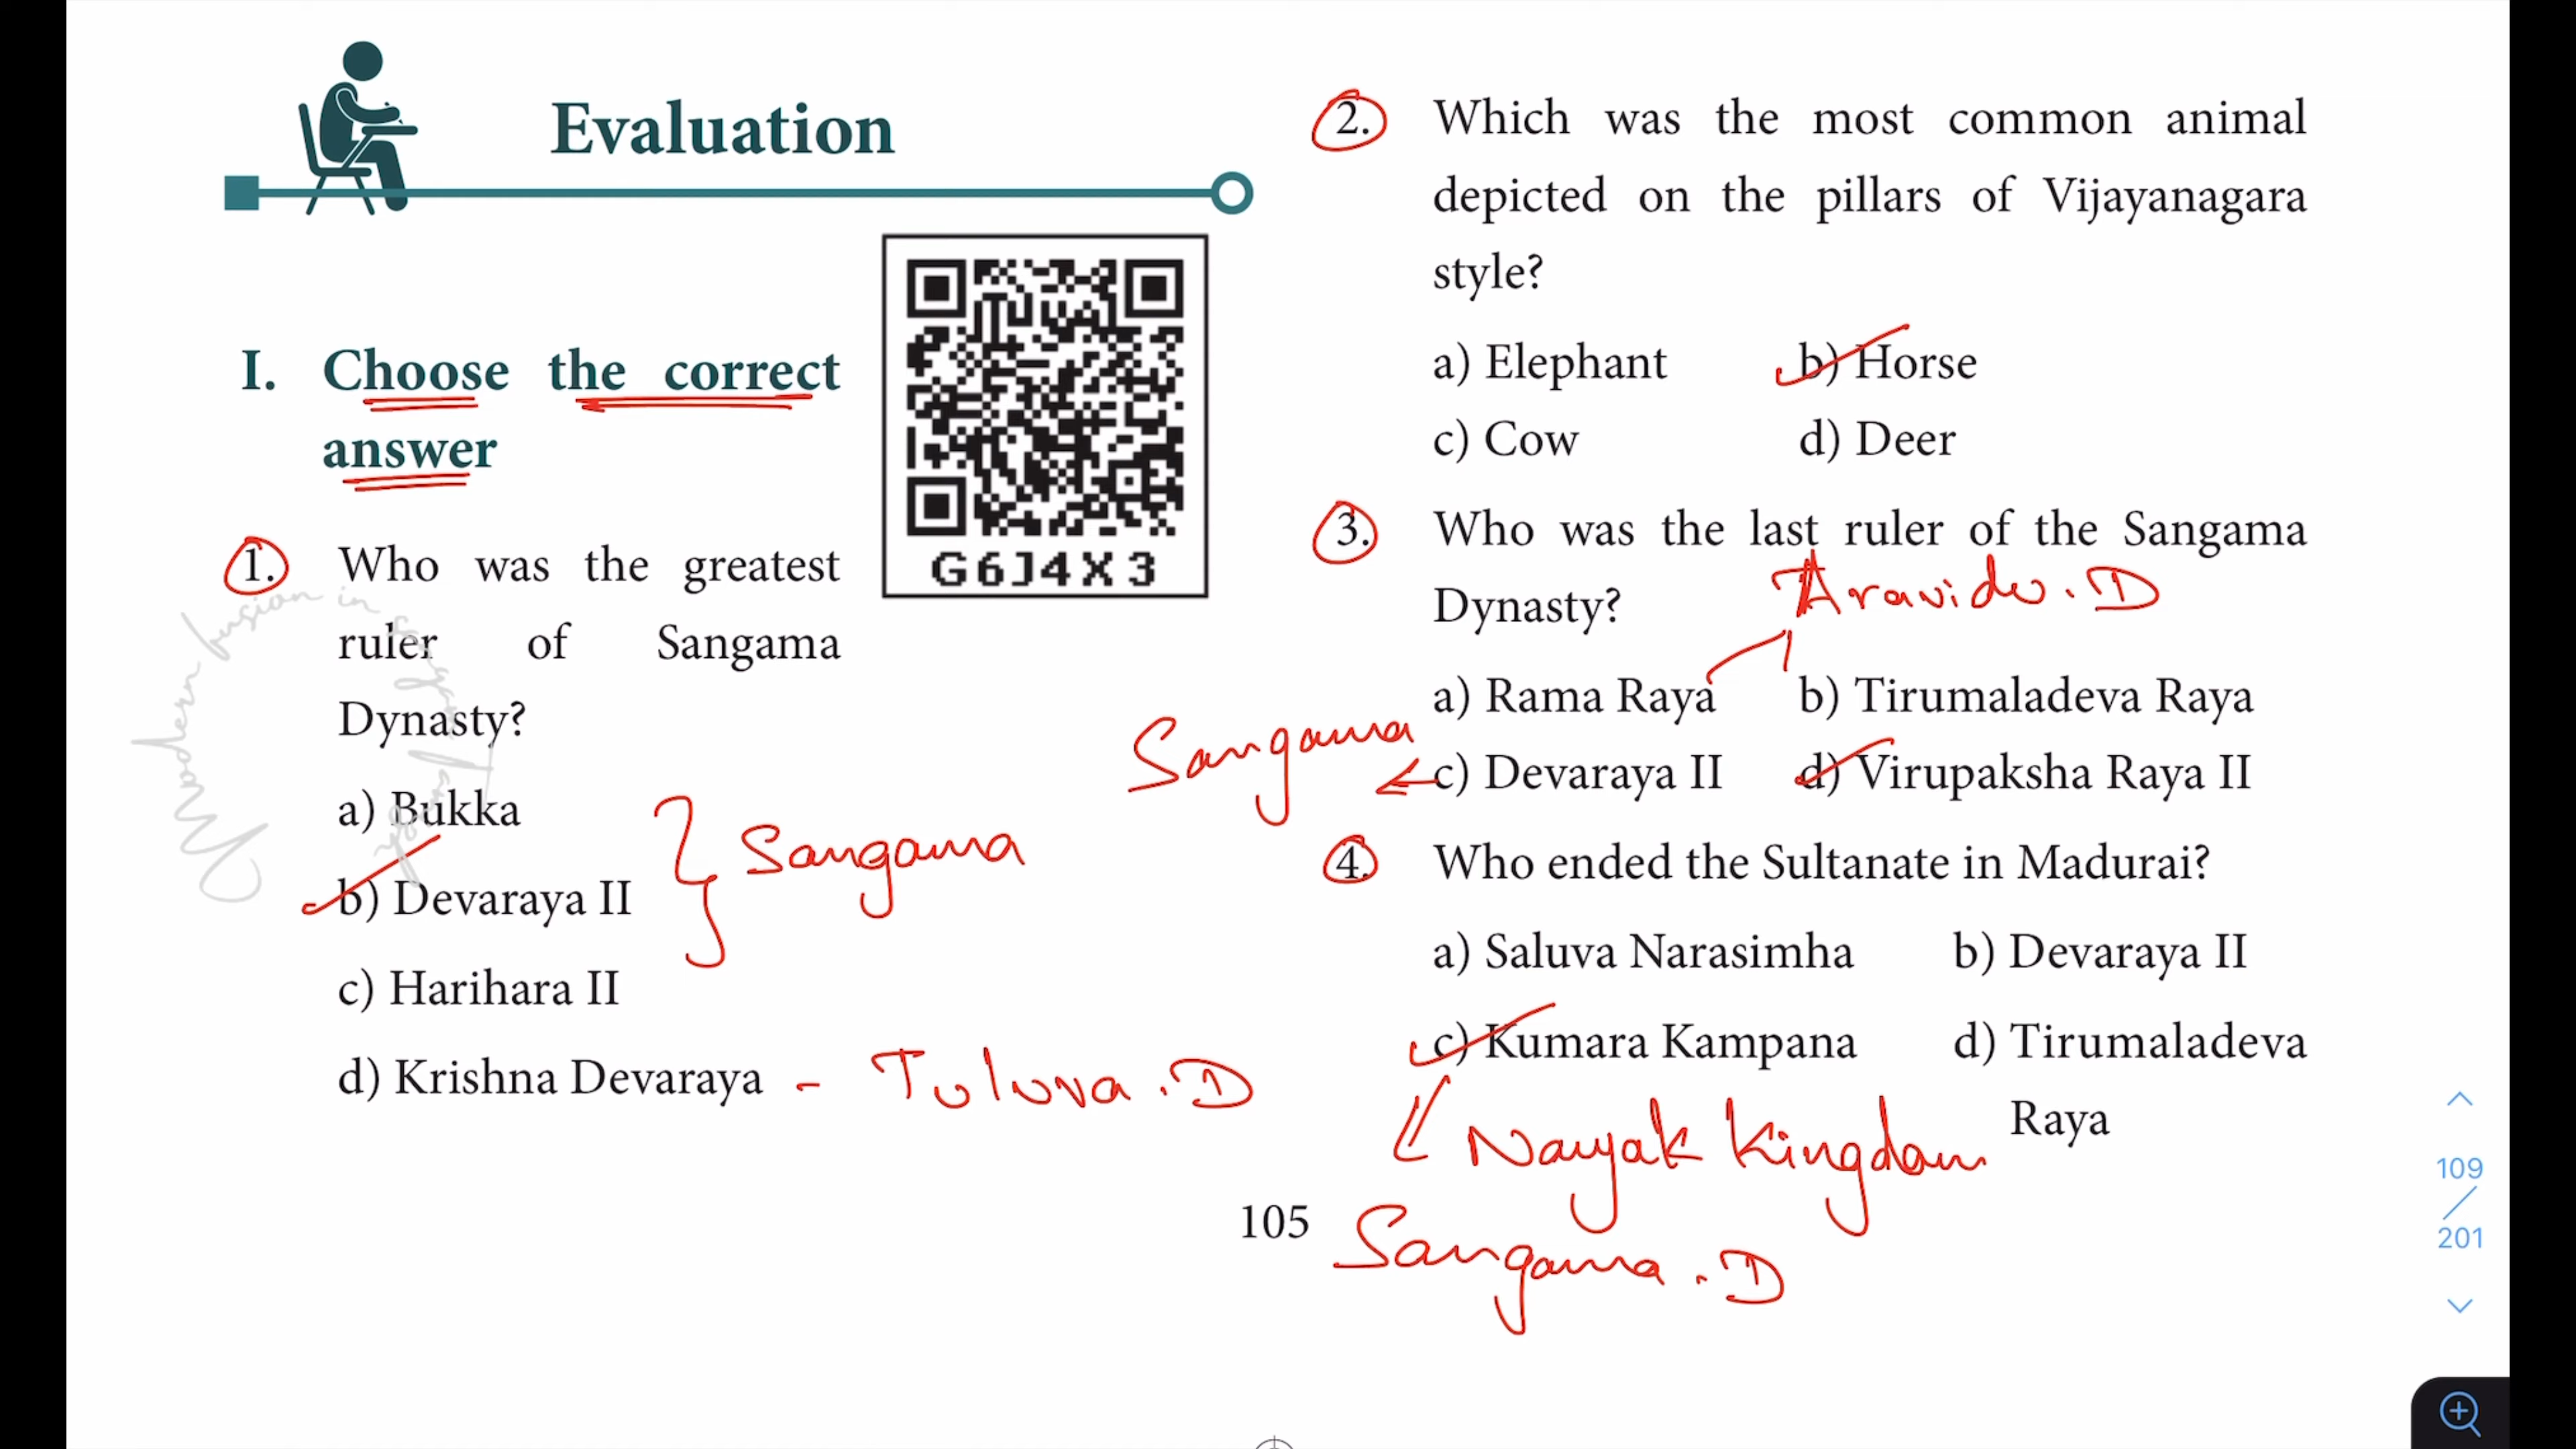 Evaluation
I. Choose the correct
answer
G6J4X3
1. Who was the greatest
ruler of Sangama
Dynasty?
a) Bukka
b) Devaraya II
c) Harihara II
} Sangama
d) Krishna Devaraya - Tuluva.D
Modern fusion in
2. Which was the most common animal
depicted on the pillars of Vijayanagara
style?
a) Elephant b) Horse
c) Cow d) Deer
3. Who was the last ruler of the Sangama
Dynasty?
Aravidu.D
a) Rama Raya b) Tirumaladeva Raya
Sangama
c) Devaraya II d) Virupaksha Raya II
4. Who ended the Sultanate in Madurai?
a) Saluva Narasimha b) Devaraya II
c) Kumara Kampana d) Tirumaladeva
Raya
Nayak Kingdom
Sangama.D
105
109
/
201